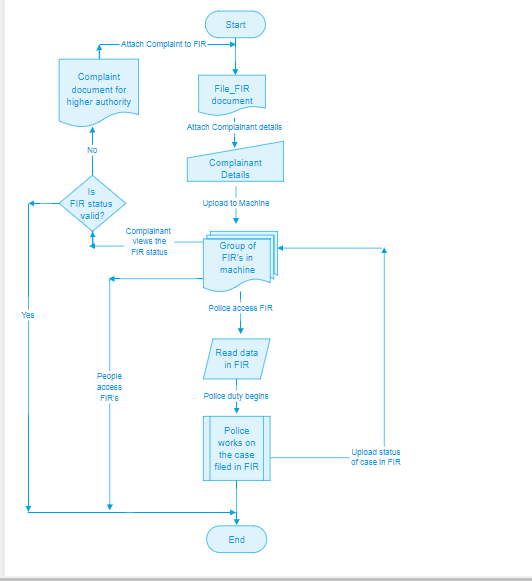 Start
Attach Complaint to FIR
Complaint
document for
higher authority
File_FIR
document
Attach Complainant details
No
Complainant
Details
Is
FIR status
valid?
Upload to Machine
Complainant
views the
FIR status
Group of
FIR's in
machine
Police access FIR
Yes
Read data
in FIR
People
access
FIR's
Police duty begins
Police
works on
the case
filed in FIR
Upload status
of case in FIR
End